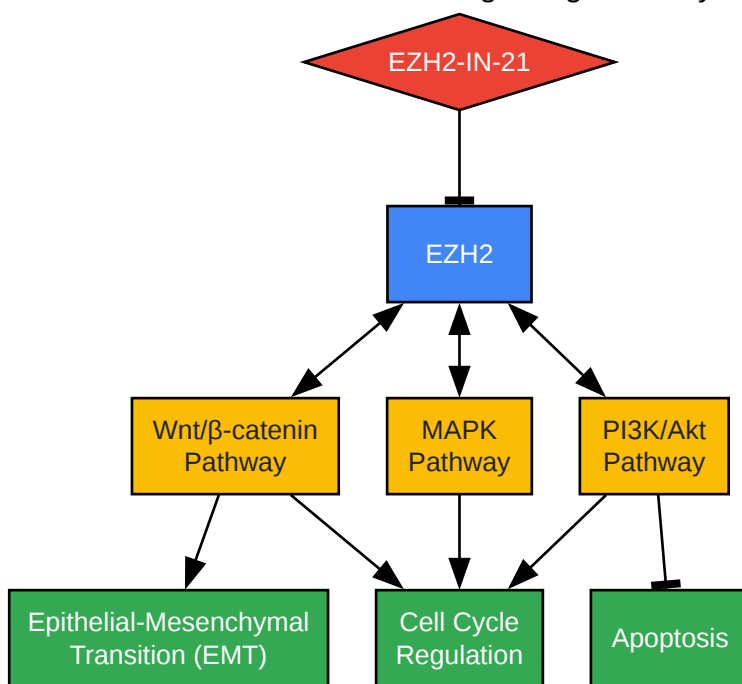 EZH2-IN-21
EZH2
Wnt/β-catenin
Pathway
MAPK
Pathway
PI3K/Akt
Pathway
Epithelial-Mesenchymal
Transition (EMT)
Cell Cycle
Regulation
Apoptosis